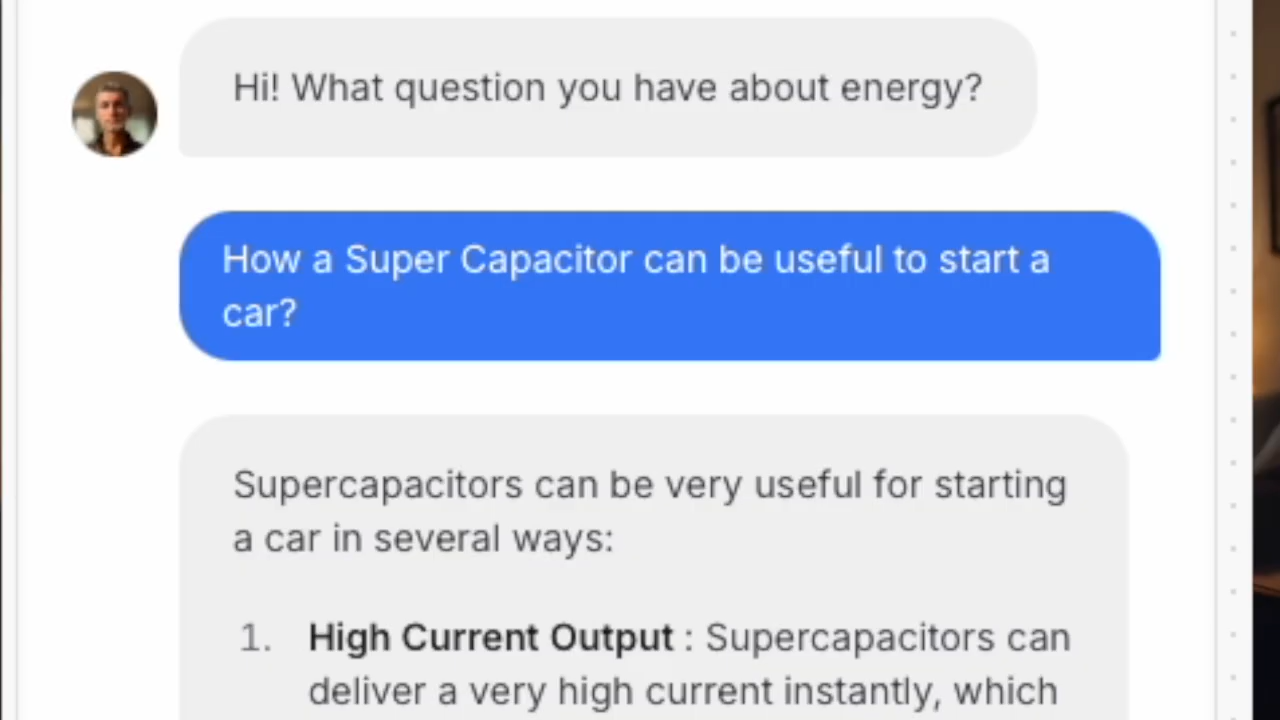 Hi! What question you have about energy?
How a Super Capacitor can be useful to start a
car?
Supercapacitors can be very useful for starting
a car in several ways:
1. High Current Output : Supercapacitors can
deliver a very high current instantly, which